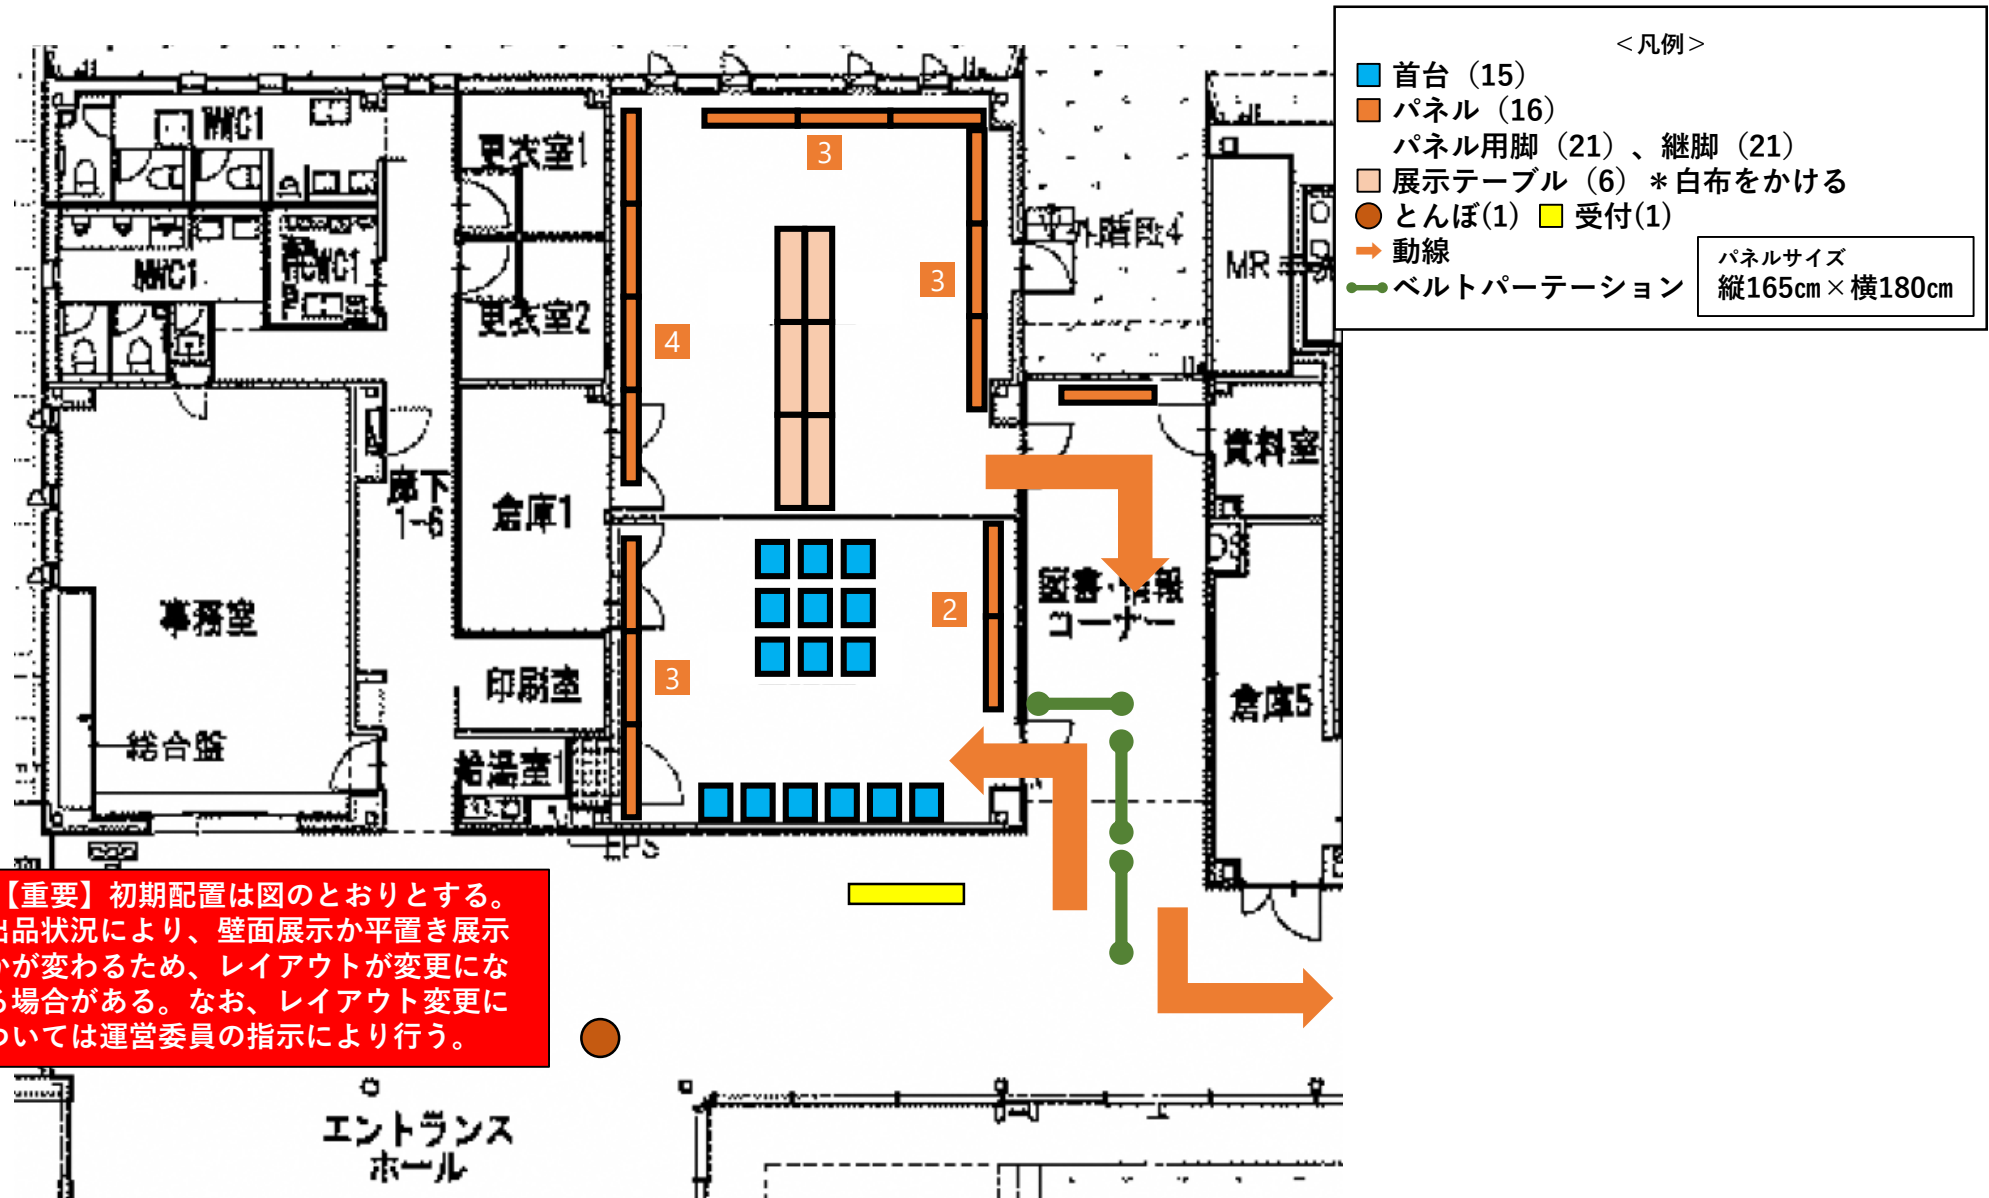 ＜凡例＞
首台（15）
パネル（16）
パネル用脚（21）、継脚（21）
展示テーブル（6）＊白布をかける
とんぼ(1) 受付(1)
動線
ベルトパーテーション
パネルサイズ
縦165㎝×横180㎝
WWC1
更衣室1
3
外階段4
MWC1
WC1
更衣室2
3
MR
4
資料室
廊下
1-6
倉庫1
図書・情報
コーナー
事務室
2
印刷室
3
倉庫5
総合盤
給湯室1
EPS
【重要】初期配置は図のとおりとする。
出品状況により、壁面展示か平置き展示
かが変わるため、レイアウトが変更にな
る場合がある。なお、レイアウト変更に
ついては運営委員の指示により行う。
エントランス
ホール